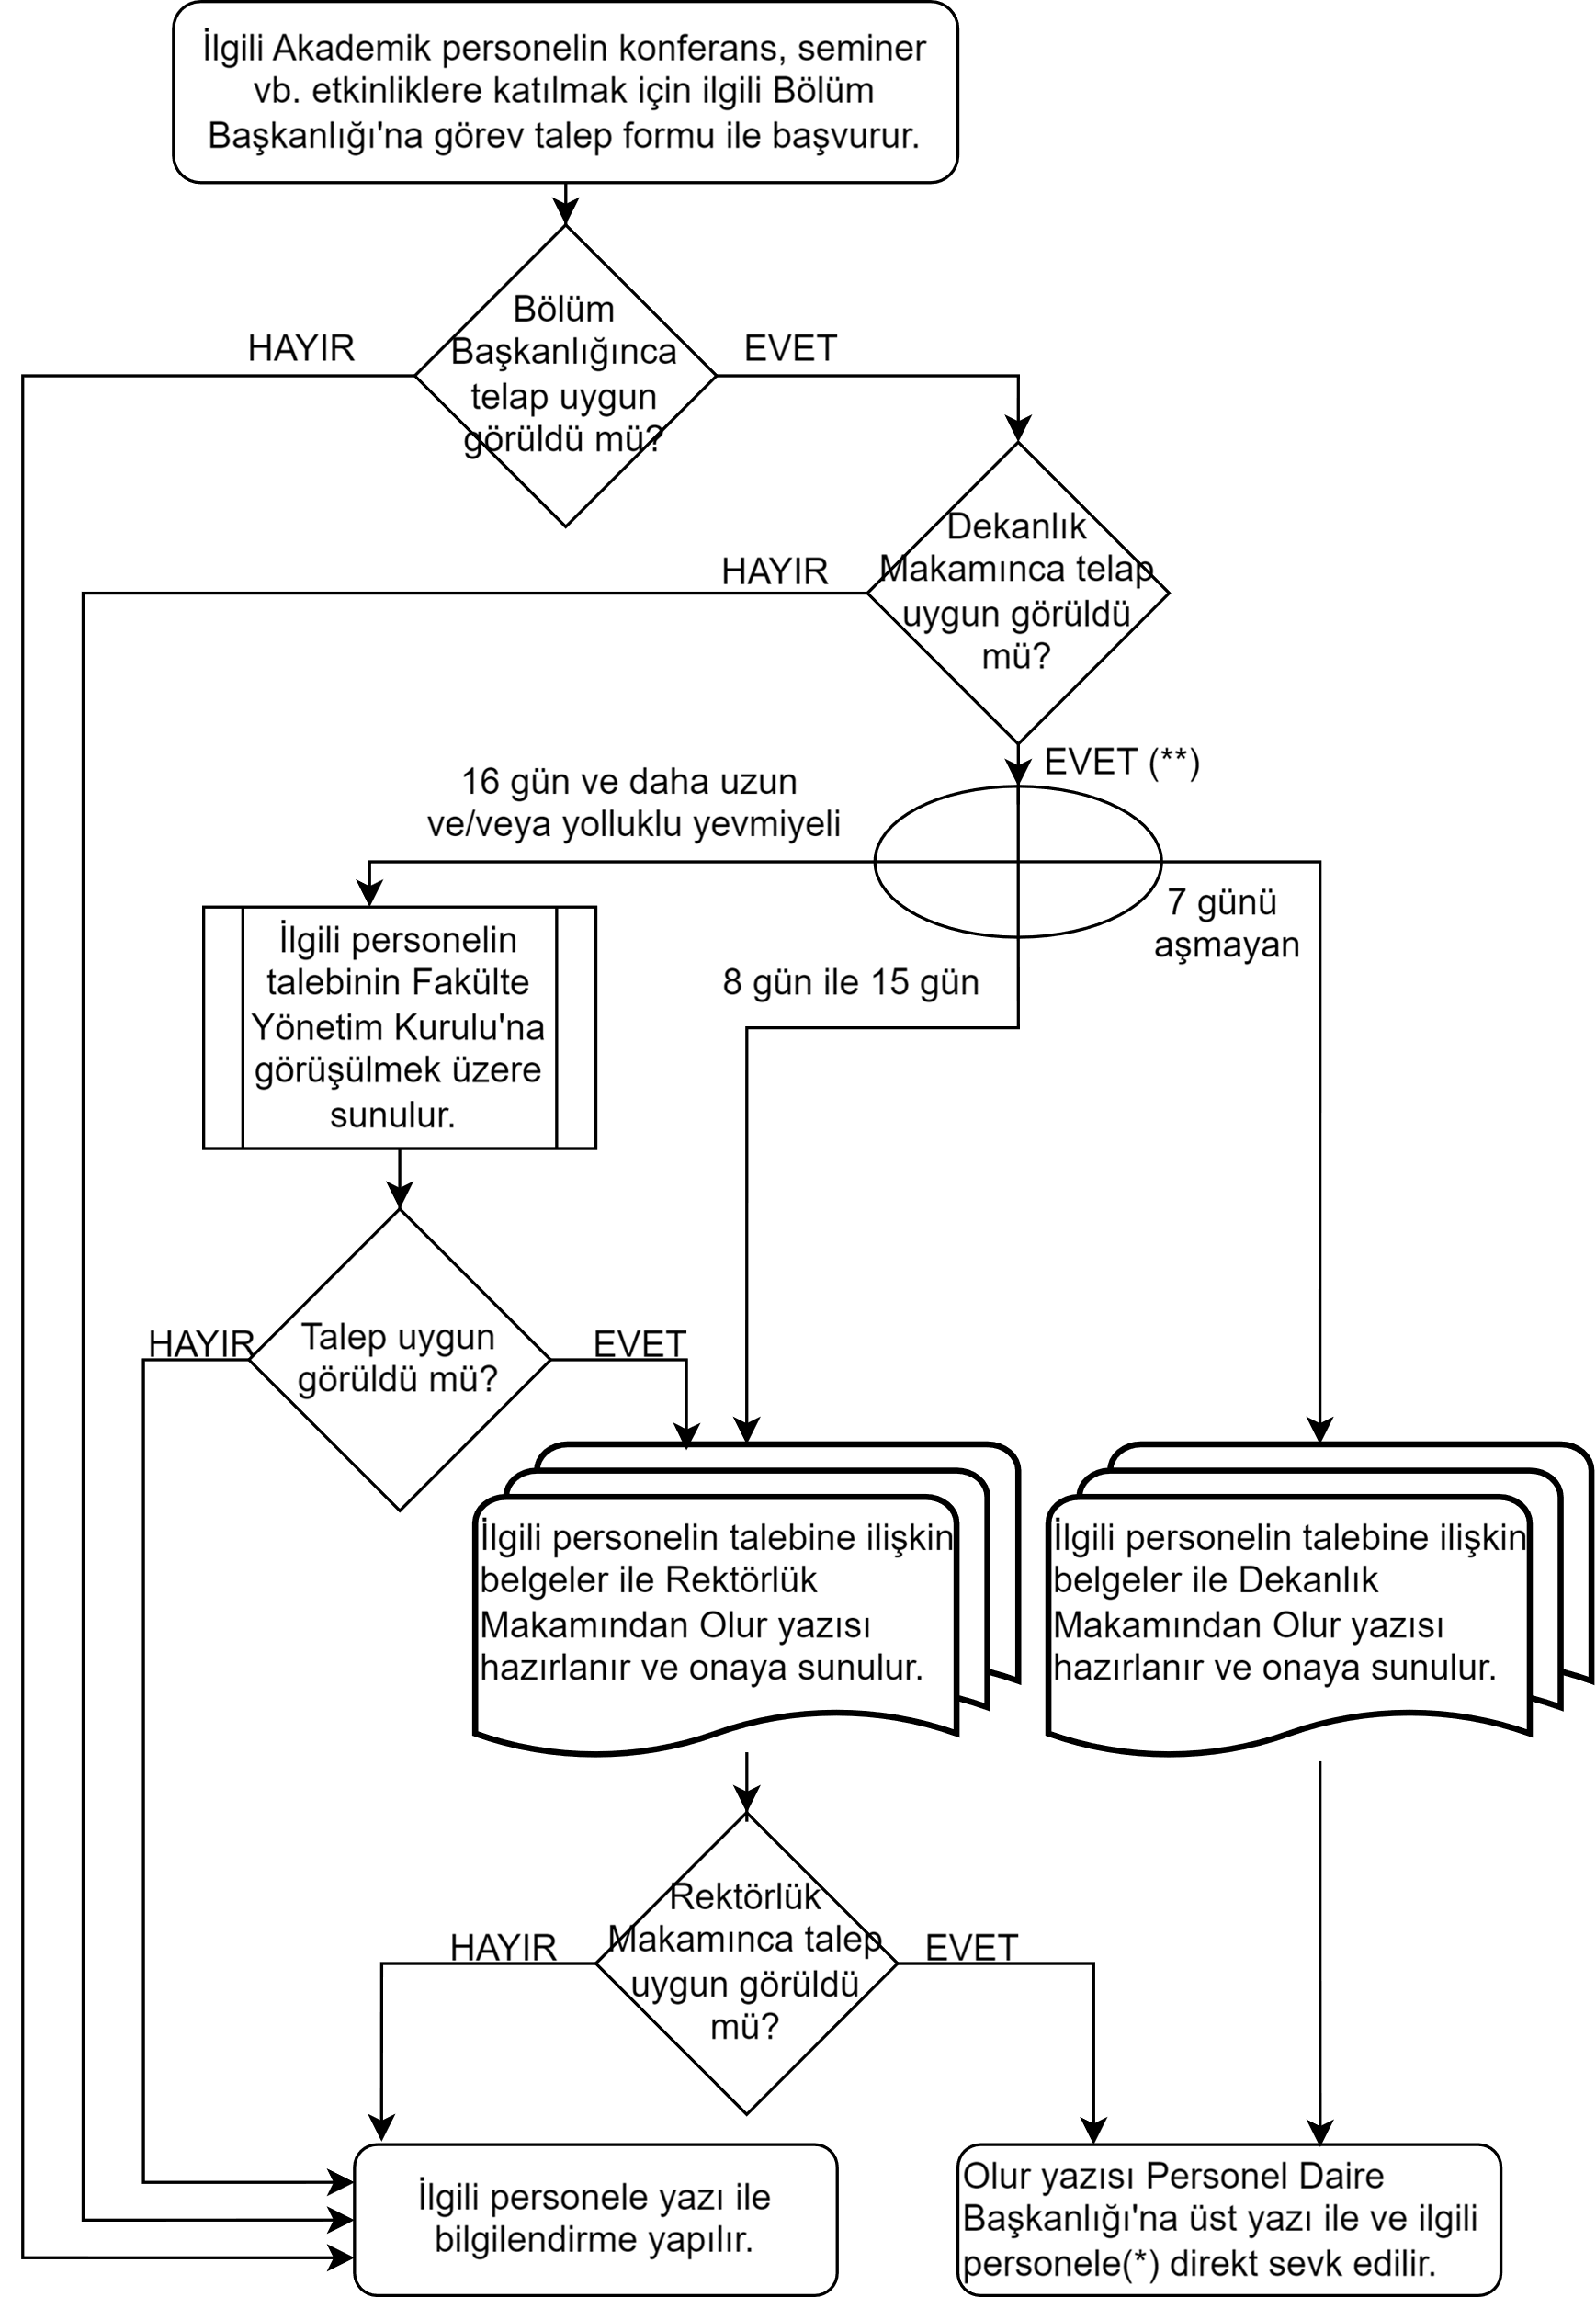 İlgili Akademik personelin konferans, seminer
vb. etkinliklere katılmak için ilgili Bölüm
Başkanlığı'na görev talep formu ile başvurur.
Bölüm
Başkanlığınca
telap uygun
görüldü mü?
HAYIR
EVET
Dekanlık
Makamınca telap
uygun görüldü
mü?
HAYIR
EVET (**)
16 gün ve daha uzun
ve/veya yolluklu yevmiyeli
7 günü
aşmayan
8 gün ile 15 gün
İlgili personelin
talebinin Fakülte
Yönetim Kurulu'na
görüşülmek üzere
sunulur.
HAYIR
Talep uygun
görüldü mü?
EVET
İlgili personelin talebine ilişkin
belgeler ile Rektörlük
Makamından Olur yazısı
hazırlanır ve onaya sunulur.
İlgili personelin talebine ilişkin
belgeler ile Dekanlık
Makamından Olur yazısı
hazırlanır ve onaya sunulur.
Rektörlük
Makamınca talep
uygun görüldü
mü?
HAYIR
EVET
İlgili personele yazı ile
bilgilendirme yapılır.
Olur yazısı Personel Daire
Başkanlığı'na üst yazı ile ve ilgili
personele(*) direkt sevk edilir.